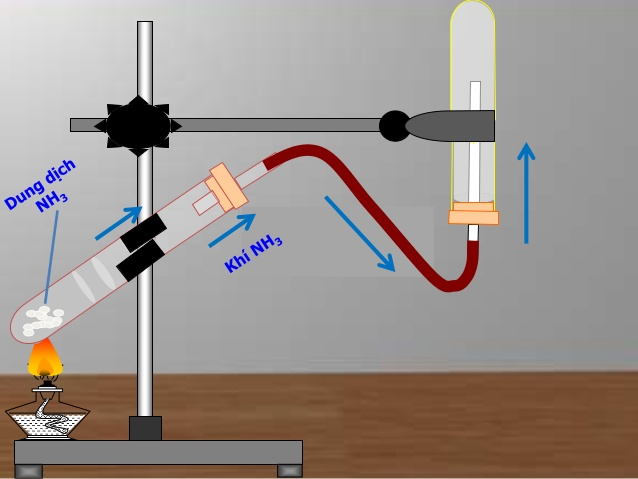 Dung dịch
NH₃
Khí NH₃